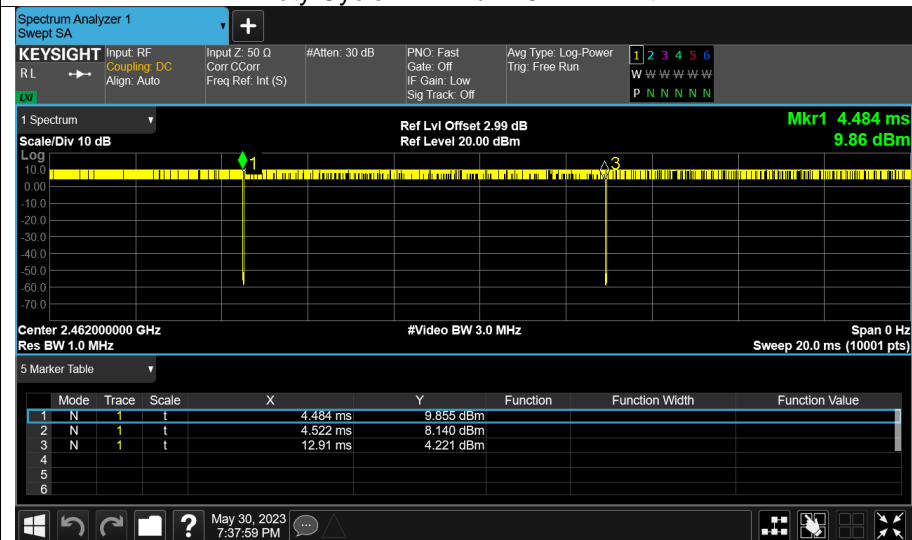 Spectrum Analyzer 1
Swept SA
KEYSIGHT
RL
LXI
Input: RF
Coupling: DC
Align: Auto
Input Z: 50 Ω
Corr CCorr
Freq Ref: Int (S)
#Atten: 30 dB
PNO: Fast
Gate: Off
IF Gain: Low
Sig Track: Off
Avg Type: Log-Power
Trig: Free Run
1 2 3 4 5 6
W W W W W W
P N N N N N
1 Spectrum
Scale/Div 10 dB
Ref Lvl Offset 2.99 dB
Ref Level 20.00 dBm
Mkr1 4.484 ms
9.86 dBm
Log
10.0
0.00
-10.0
-20.0
-30.0
-40.0
-50.0
-60.0
-70.0
1
3
Center 2.462000000 GHz
Res BW 1.0 MHz
#Video BW 3.0 MHz
Span 0 Hz
Sweep 20.0 ms (10001 pts)
5 Marker Table
Mode Trace Scale X Y Function Function Width Function Value
1 N 1 t 4.484 ms 9.855 dBm
2 N 1 t 4.522 ms 8.140 dBm
3 N 1 t 12.91 ms 4.221 dBm
4
5
6
?
May 30, 2023
7:37:59 PM